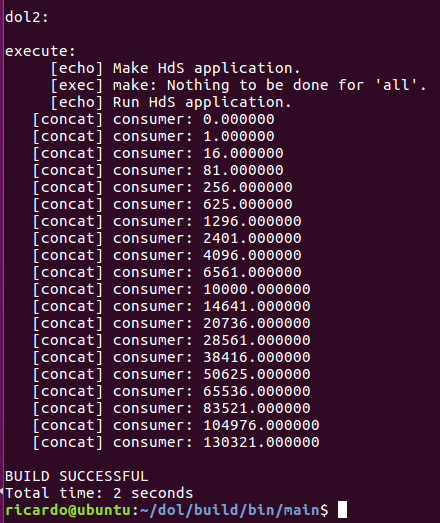 dol2:
execute:
[echo] Make HdS application.
[exec] make: Nothing to be done for 'all'.
[echo] Run HdS application.
[concat] consumer: 0.000000
[concat] consumer: 1.000000
[concat] consumer: 16.000000
[concat] consumer: 81.000000
[concat] consumer: 256.000000
[concat] consumer: 625.000000
[concat] consumer: 1296.000000
[concat] consumer: 2401.000000
[concat] consumer: 4096.000000
[concat] consumer: 6561.000000
[concat] consumer: 10000.000000
[concat] consumer: 14641.000000
[concat] consumer: 20736.000000
[concat] consumer: 28561.000000
[concat] consumer: 38416.000000
[concat] consumer: 50625.000000
[concat] consumer: 65536.000000
[concat] consumer: 83521.000000
[concat] consumer: 104976.000000
[concat] consumer: 130321.000000
BUILD SUCCESSFUL
Total time: 2 seconds
ricardo@ubuntu:~/dol/build/bin/main$